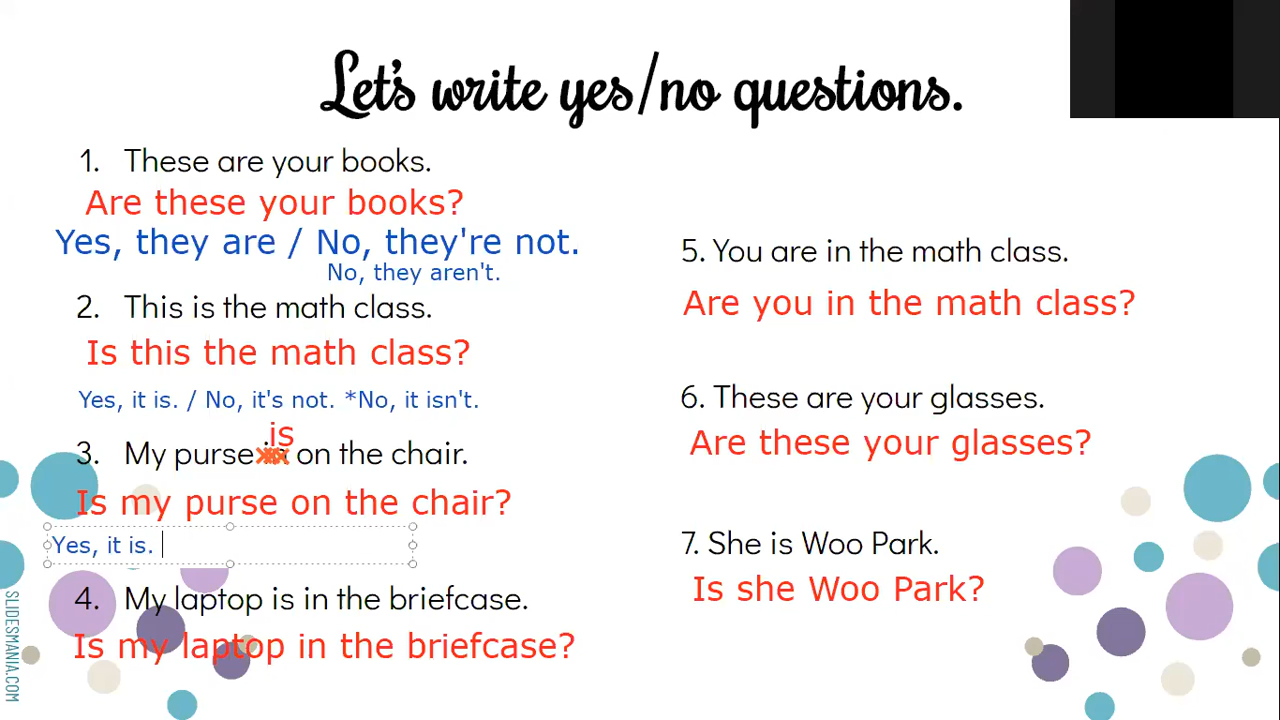 Let's write yes/no questions.
1. These are your books.
Are these your books?
Yes, they are / No, they're not.
No, they aren't.
2. This is the math class.
Is this the math class?
Yes, it is. / No, it's not. *No, it isn't.
is
3. My purse on the chair.
Is my purse on the chair?
Yes, it is.
4. My laptop is in the briefcase.
Is my laptop in the briefcase?
5. You are in the math class.
Are you in the math class?
6. These are your glasses.
Are these your glasses?
7. She is Woo Park.
Is she Woo Park?
SLIDESMANIA.COM